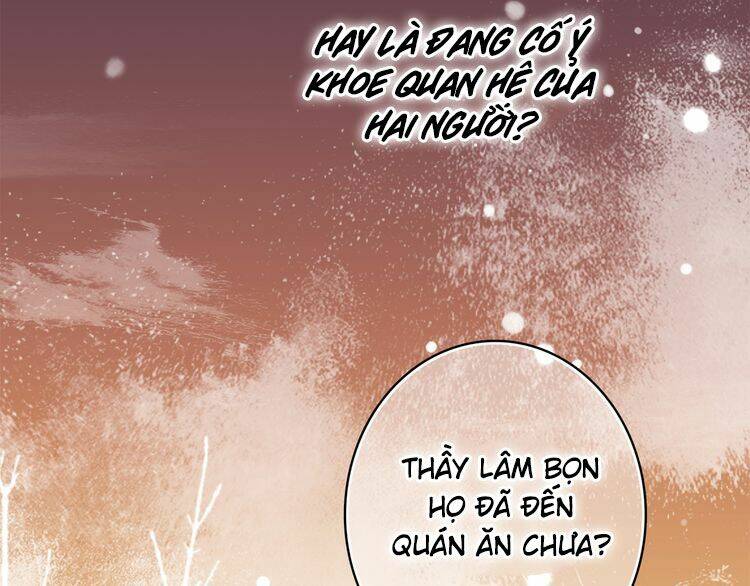 HAY LÀ ĐANG CỐ Ý
KHOE QUAN HỆ CỦA
HAI NGƯỜI?
THẦY LÂM BỌN
HỌ ĐÃ ĐẾN
QUÁN ĂN CHƯA?